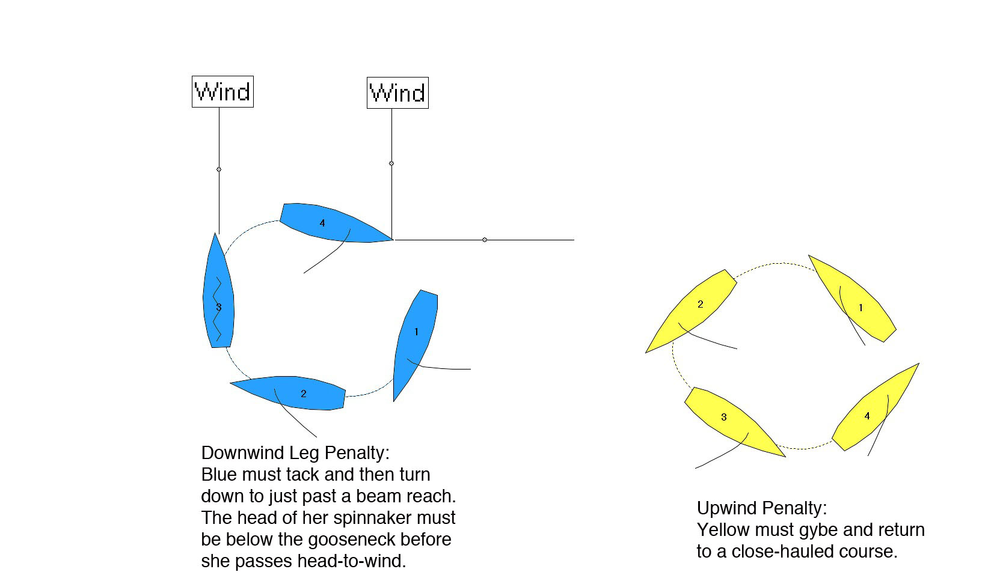 Wind
Wind
4
3
1
2
Downwind Leg Penalty:
Blue must tack and then turn
down to just past a beam reach.
The head of her spinnaker must
be below the gooseneck before
she passes head-to-wind.
2
1
3
4
Upwind Penalty:
Yellow must gybe and return
to a close-hauled course.